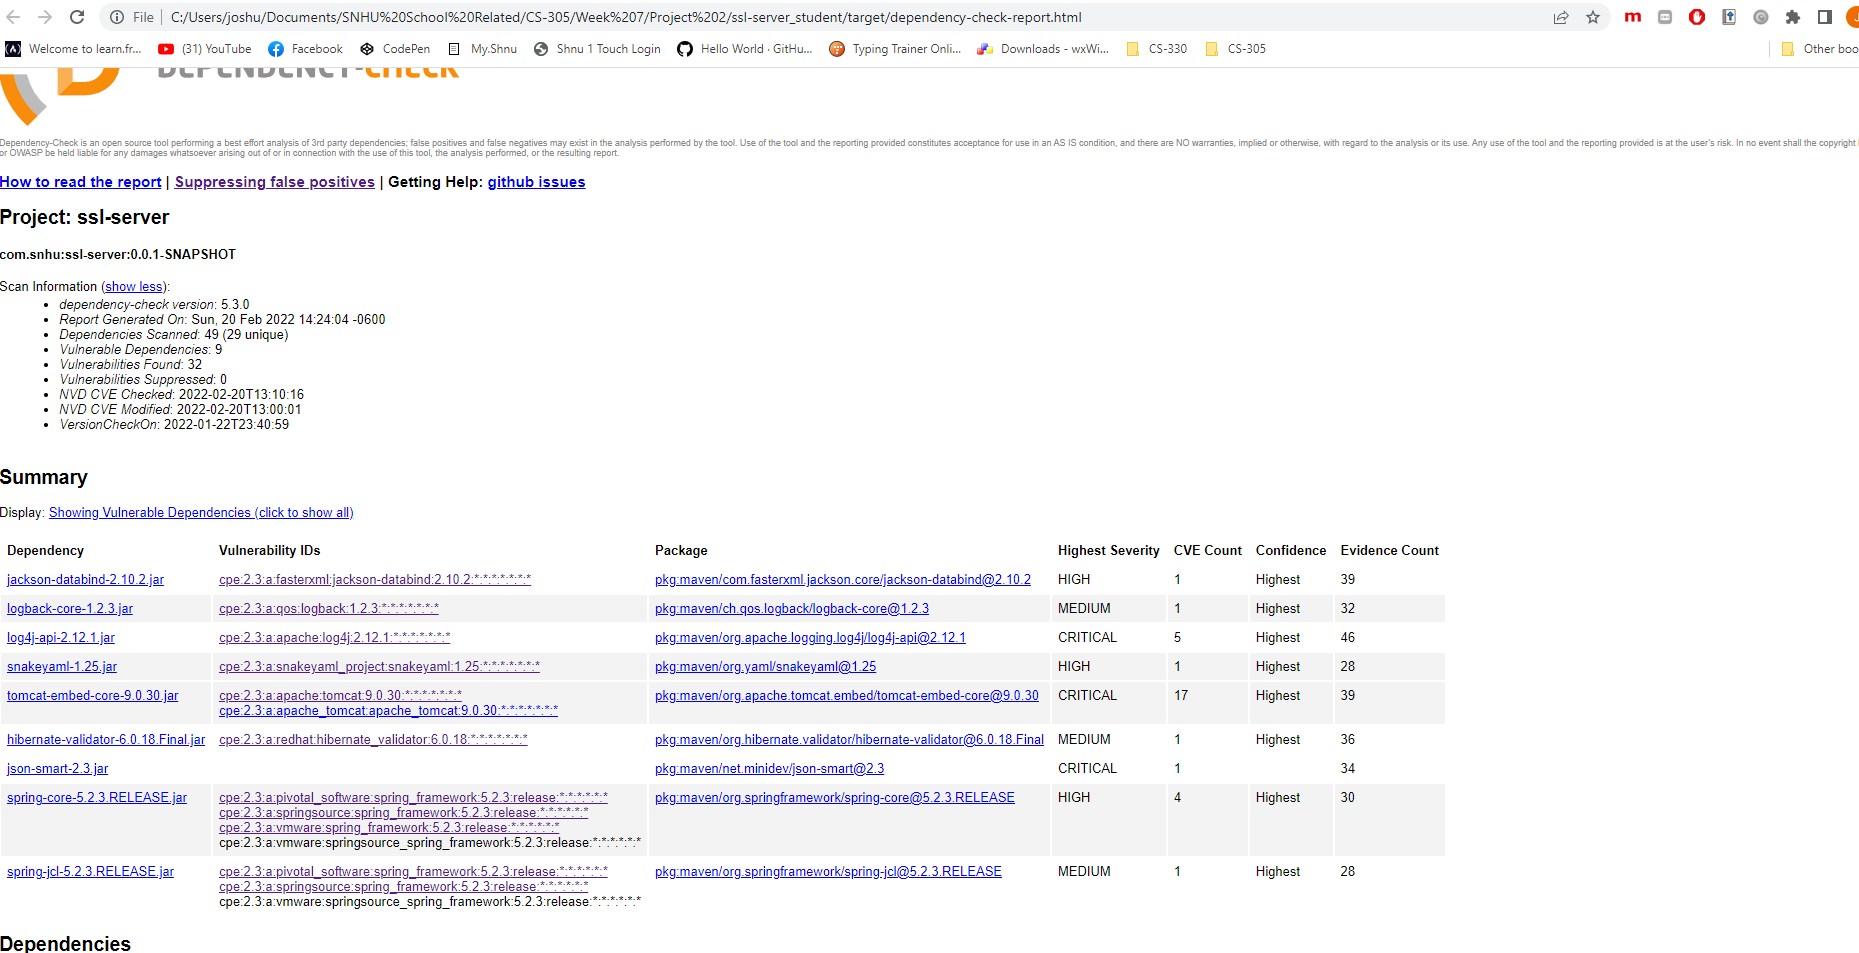 File C:/Users/joshu/Documents/SNHU%20School%20Related/CS-305/Week%207/Project%202/ssl-server_student/target/dependency-check-report.html
Welcome to learn.fr... (31) YouTube Facebook CodePen My.Shnu Shnu 1 Touch Login Hello World · GitHu... Typing Trainer Onli... Downloads - wxWi... CS-330 CS-305 Other boo
DEPENDENCY-CHECK
Dependency-Check is an open source tool performing a best effort analysis of 3rd party dependencies; false positives and false negatives may exist in the analysis performed by the tool. Use of the tool and the reporting provided constitutes acceptance for use in an AS IS condition, and there are NO warranties, implied or otherwise, with regard to the analysis or its use. Any use of the tool and the reporting provided is at the user's risk. In no event shall the copyright
or OWASP be held liable for any damages whatsoever arising out of or in connection with the use of this tool, the analysis performed, or the resulting report.
How to read the report | Suppressing false positives | Getting Help: github issues
Project: ssl-server
com.snhu:ssl-server:0.0.1-SNAPSHOT
Scan Information (show less):
• dependency-check version: 5.3.0
• Report Generated On: Sun, 20 Feb 2022 14:24:04 -0600
• Dependencies Scanned: 49 (29 unique)
• Vulnerable Dependencies: 9
• Vulnerabilities Found: 32
• Vulnerabilities Suppressed: 0
• NVD CVE Checked: 2022-02-20T13:10:16
• NVD CVE Modified: 2022-02-20T13:00:01
• VersionCheckOn: 2022-01-22T23:40:59
Summary
Display: Showing Vulnerable Dependencies (click to show all)
Dependency Vulnerability IDs Package Highest Severity CVE Count Confidence Evidence Count
jackson-databind-2.10.2.jar cpe:2.3:a:fasterxml:jackson-databind:2.10.2:*:*:*:*:*:*:* pkg:maven/com.fasterxml.jackson.core/jackson-databind@2.10.2 HIGH 1 Highest 39
logback-core-1.2.3.jar cpe:2.3:a:qos:logback:1.2.3:*:*:*:*:*:*:* pkg:maven/ch.qos.logback/logback-core@1.2.3 MEDIUM 1 Highest 32
log4j-api-2.12.1.jar cpe:2.3:a:apache:log4j:2.12.1:*:*:*:*:*:*:* pkg:maven/org.apache.logging.log4j/log4j-api@2.12.1 CRITICAL 5 Highest 46
snakeyaml-1.25.jar cpe:2.3:a:snakeyaml_project:snakeyaml:1.25:*:*:*:*:*:*:* pkg:maven/org.yaml/snakeyaml@1.25 HIGH 1 Highest 28
tomcat-embed-core-9.0.30.jar cpe:2.3:a:apache:tomcat:9.0.30:*:*:*:*:*:*:* pkg:maven/org.apache.tomcat.embed/tomcat-embed-core@9.0.30 CRITICAL 17 Highest 39
cpe:2.3:a:apache_tomcat:apache_tomcat:9.0.30:*:*:*:*:*:*:*
hibernate-validator-6.0.18.Final.jar cpe:2.3:a:redhat:hibernate_validator:6.0.18:*:*:*:*:*:*:* pkg:maven/org.hibernate.validator/hibernate-validator@6.0.18.Final MEDIUM 1 Highest 36
json-smart-2.3.jar pkg:maven/net.minidev/json-smart@2.3 CRITICAL 1 34
spring-core-5.2.3.RELEASE.jar cpe:2.3:a:pivotal_software:spring_framework:5.2.3:release:*:*:*:*:*:* pkg:maven/org.springframework/spring-core@5.2.3.RELEASE HIGH 4 Highest 30
cpe:2.3:a:springsource:spring_framework:5.2.3:release:*:*:*:*:*:*
cpe:2.3:a:vmware:spring_framework:5.2.3:release:*:*:*:*:*:*
cpe:2.3:a:vmware:springsource_spring_framework:5.2.3:release:*:*:*:*:*:*
spring-jcl-5.2.3.RELEASE.jar cpe:2.3:a:pivotal_software:spring_framework:5.2.3:release:*:*:*:*:*:* pkg:maven/org.springframework/spring-jcl@5.2.3.RELEASE MEDIUM 1 Highest 28
cpe:2.3:a:springsource:spring_framework:5.2.3:release:*:*:*:*:*:*
cpe:2.3:a:vmware:springsource_spring_framework:5.2.3:release:*:*:*:*:*:*
Dependencies